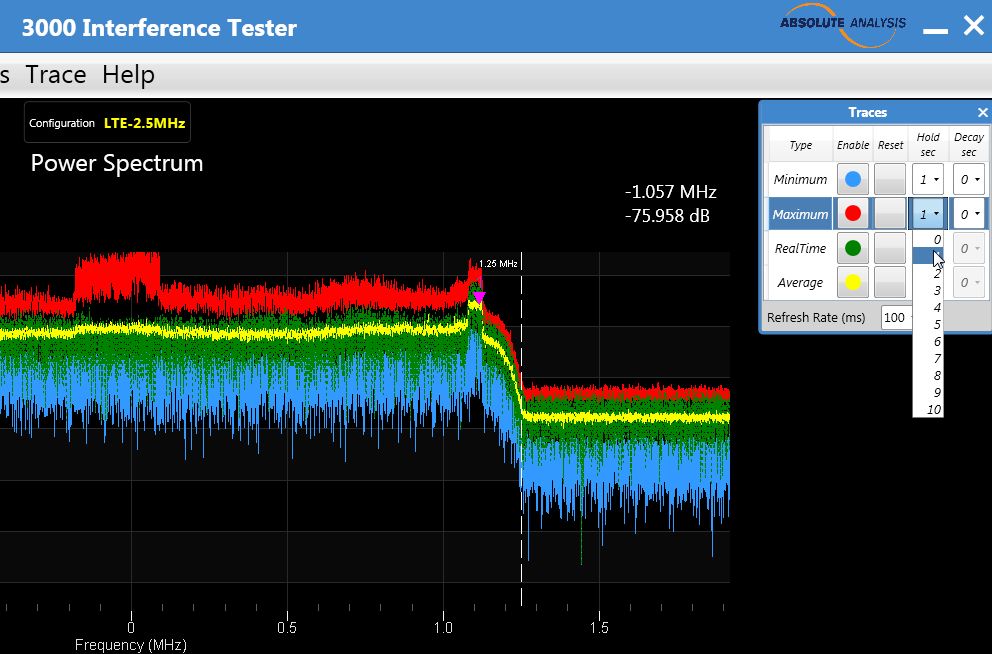 3000 Interference Tester
ABSOLUTE ANALYSIS
s Trace Help
Configuration LTE-2.5MHz
Power Spectrum
-1.057 MHz
-75.958 dB
1.25 MHz
0 0.5 1.0 1.5
Frequency (MHz)
Traces
Type Enable Reset Hold sec Decay sec
Minimum 1 0
Maximum 1 0
RealTime 0
Average 0
Refresh Rate (ms) 100
0
2
3
4
5
6
7
8
9
10